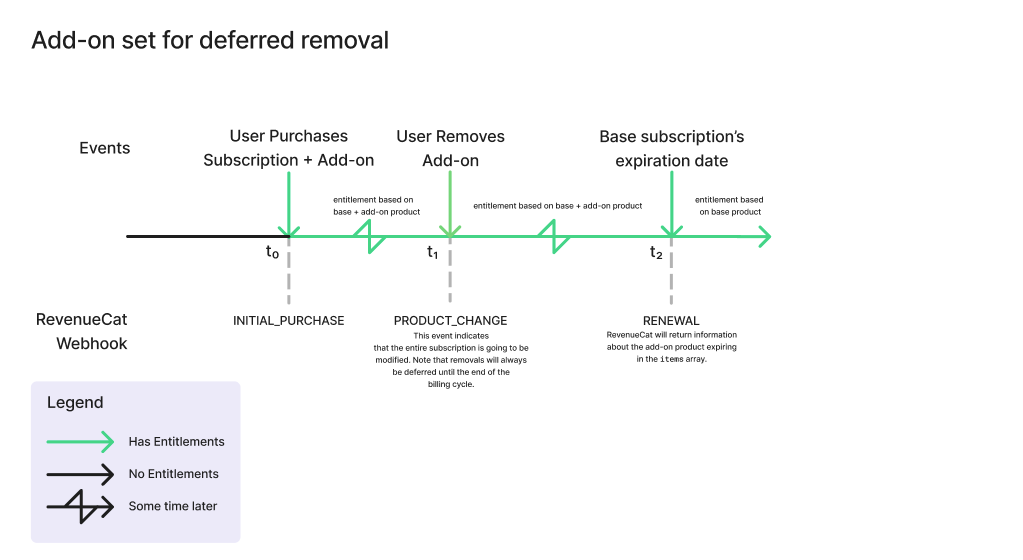 Add-on set for deferred removal
Events
User Purchases
Subscription + Add-on
User Removes
Add-on
Base subscription's
expiration date
entitlement based on
base + add-on product
entitlement based on base + add-on product
entitlement based
on base product
t0
t1
t2
RevenueCat
Webhook
INITIAL_PURCHASE
PRODUCT_CHANGE
This event indicates
that the entire subscription is going to be
modified. Note that removals will always
be deferred until the end of the
billing cycle.
RENEWAL
RevenueCat will return information
about the add-on product expiring
in the items array.
Legend
Has Entitlements
No Entitlements
Some time later